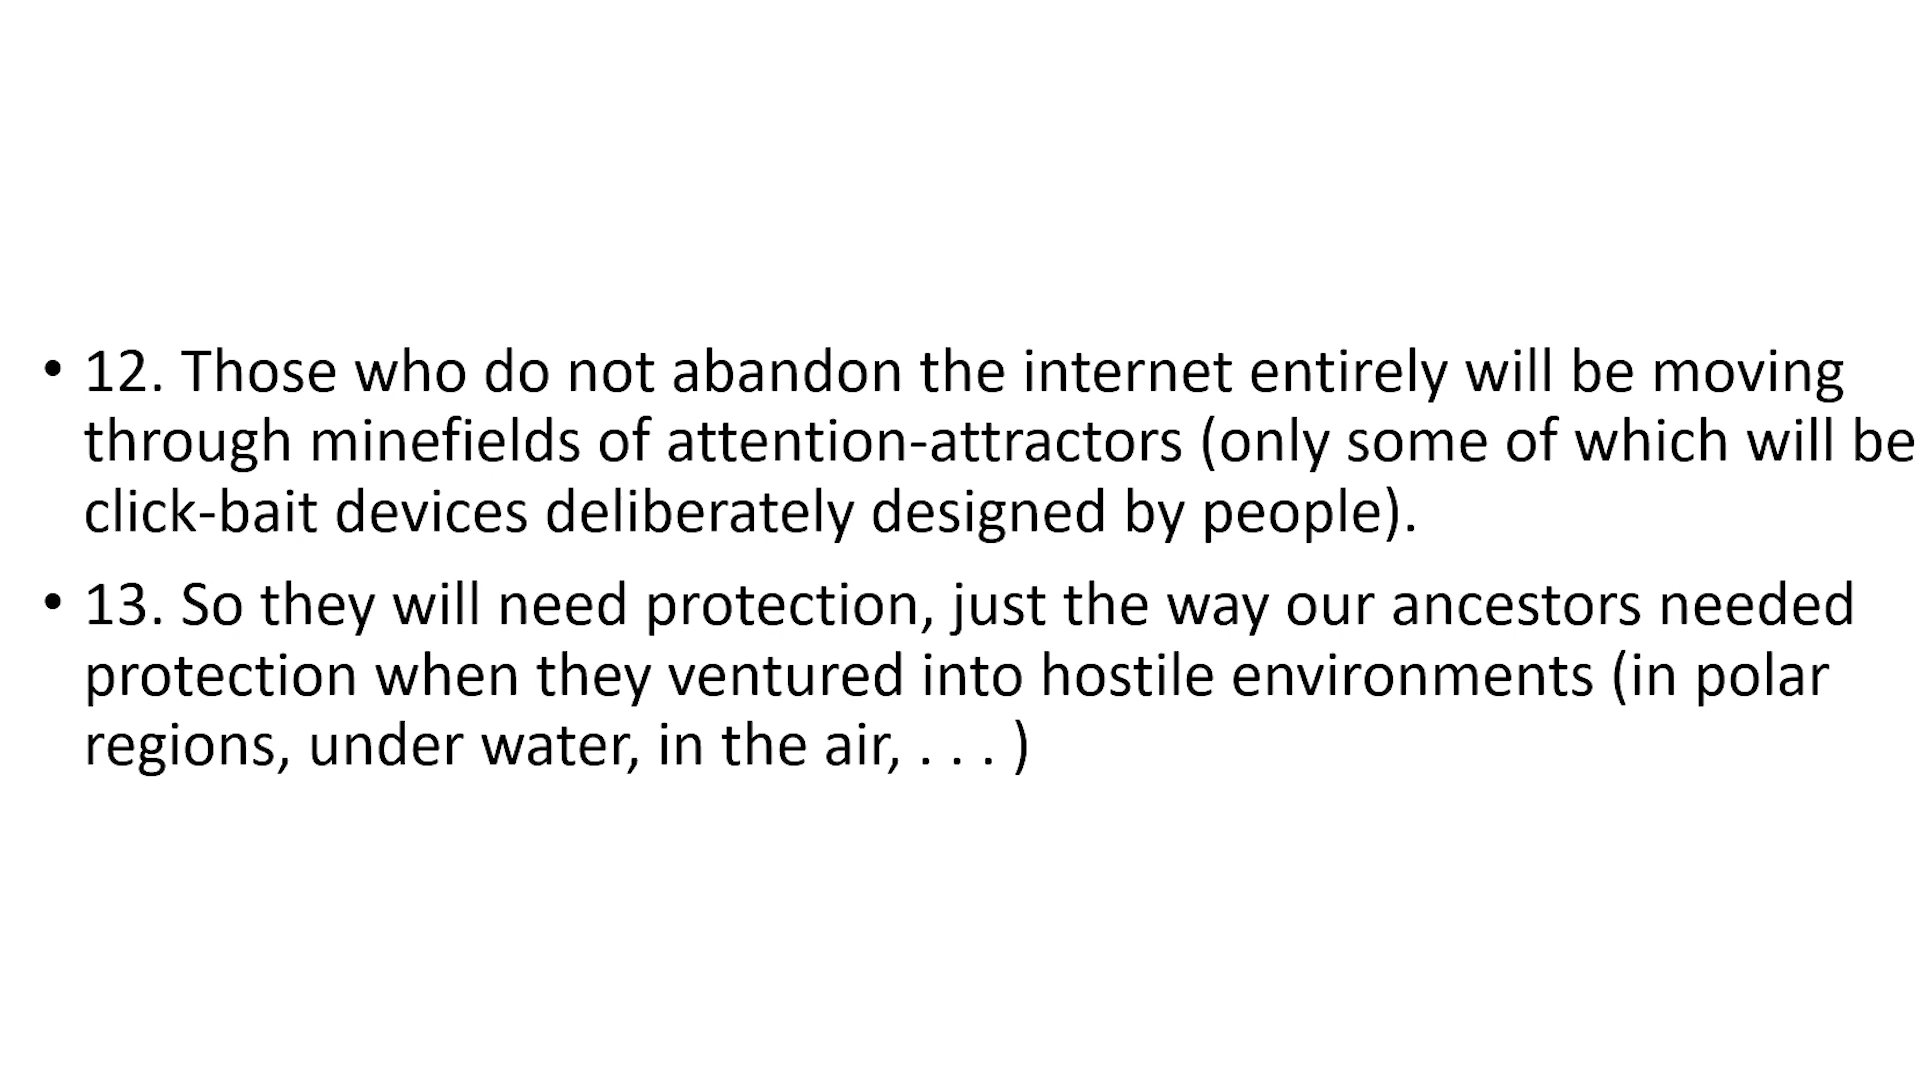 • 12. Those who do not abandon the internet entirely will be moving
through minefields of attention-attractors (only some of which will be
click-bait devices deliberately designed by people).
• 13. So they will need protection, just the way our ancestors needed
protection when they ventured into hostile environments (in polar
regions, under water, in the air, . . . )